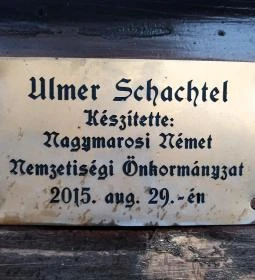 Ulmer Schachtel
Készítette:
Nagymarosi Német
Nemzetiségi Önkormányzat
2015. aug. 29.-én